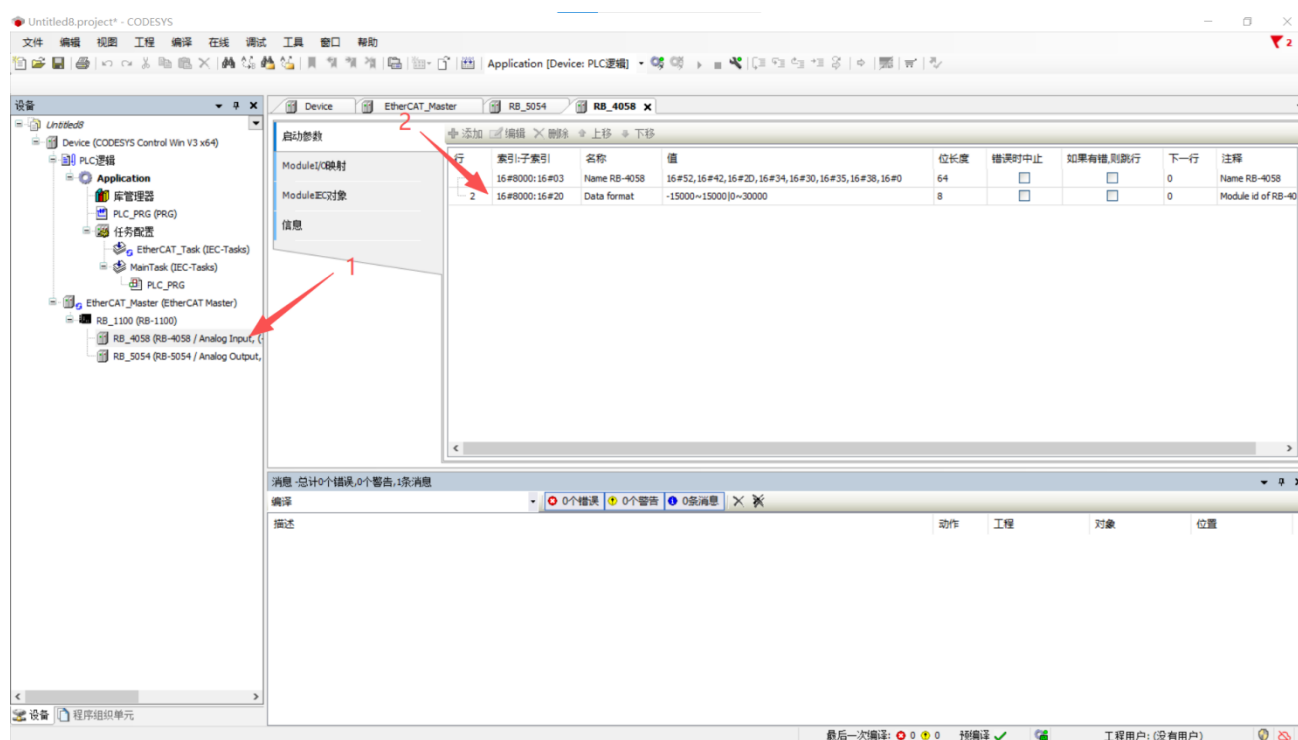 Untitled8.project* - CODESYS
文件 编辑 视图 工程 编译 在线 调试 工具 窗口 帮助
2
Application [Device: PLC逻辑]
设备
Untitled8
Device (CODESYS Control Win V3 x64)
PLC逻辑
Application
库管理器
PLC_PRG (PRG)
任务配置
EtherCAT_Task (IEC-Tasks)
MainTask (IEC-Tasks)
PLC_PRG
EtherCAT_Master (EtherCAT Master)
RB_1100 (RB-1100)
RB_4058 (RB-4058 / Analog Input, (-
RB_5054 (RB-5054 / Analog Output,
设备 程序组织单元
Device EtherCAT_Master RB_5054 RB_4058
2
1
启动参数
ModuleI/O映射
ModuleIEC对象
信息
添加 编辑 删除 上移 下移
行 索引:子索引 名称 值 位长度 错误时中止 如果有错,则跳行 下一行 注释
16#8000:16#03 Name RB-4058 16#52,16#42,16#2D,16#34,16#30,16#35,16#38,16#0 64 0 Name RB-4058
2 16#8000:16#20 Data format -15000~15000|0~30000 8 0 Module id of RB-40
消息 -总计0个错误,0个警告,1条消息
编译 0个错误 0个警告 0条消息
描述 动作 工程 对象 位置
最后一次编译: 0 0 预编译 工程用户: (没有用户)